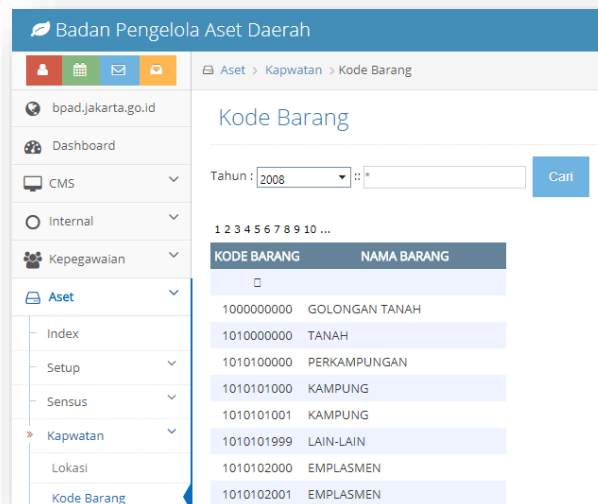 Badan Pengelola Aset Daerah
Aset > Kapwatan > Kode Barang
bpad.jakarta.go.id
Dashboard
CMS
Internal
Kepegawaian
Aset
Index
Setup
Sensus
Kapwatan
Lokasi
Kode Barang
Kode Barang
Tahun : 2008 :: * Cari
1 2 3 4 5 6 7 8 9 10 ...
KODE BARANG NAMA BARANG
1000000000 GOLONGAN TANAH
1010000000 TANAH
1010100000 PERKAMPUNGAN
1010101000 KAMPUNG
1010101001 KAMPUNG
1010101999 LAIN-LAIN
1010102000 EMPLASMEN
1010102001 EMPLASMEN